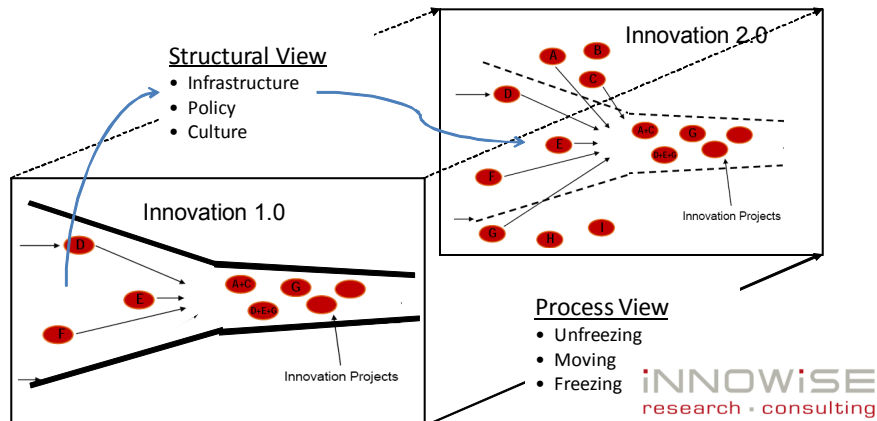 Structural View
• Infrastructure
• Policy
• Culture
Innovation 2.0
A
B
C
D
E
F
G
H
I
A+C
G
D+E+G
Innovation Projects
Innovation 1.0
D
E
F
A+C
G
D+E+G
Innovation Projects
Process View
• Unfreezing
• Moving
• Freezing
iNNOWiSE
research • consulting